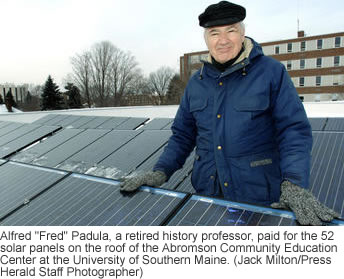 Alfred "Fred" Padula, a retired history professor, paid for the 52
solar panels on the roof of the Abromson Community Education
Center at the University of Southern Maine. (Jack Milton/Press
Herald Staff Photographer)